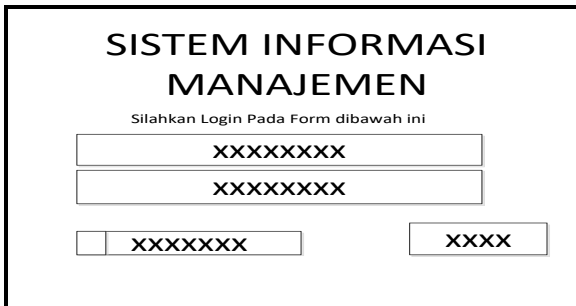 SISTEM INFORMASI
MANAJEMEN
Silahkan Login Pada Form dibawah ini
xxxxxxxx
xxxxxxxx
xxxxxxx
xxxx